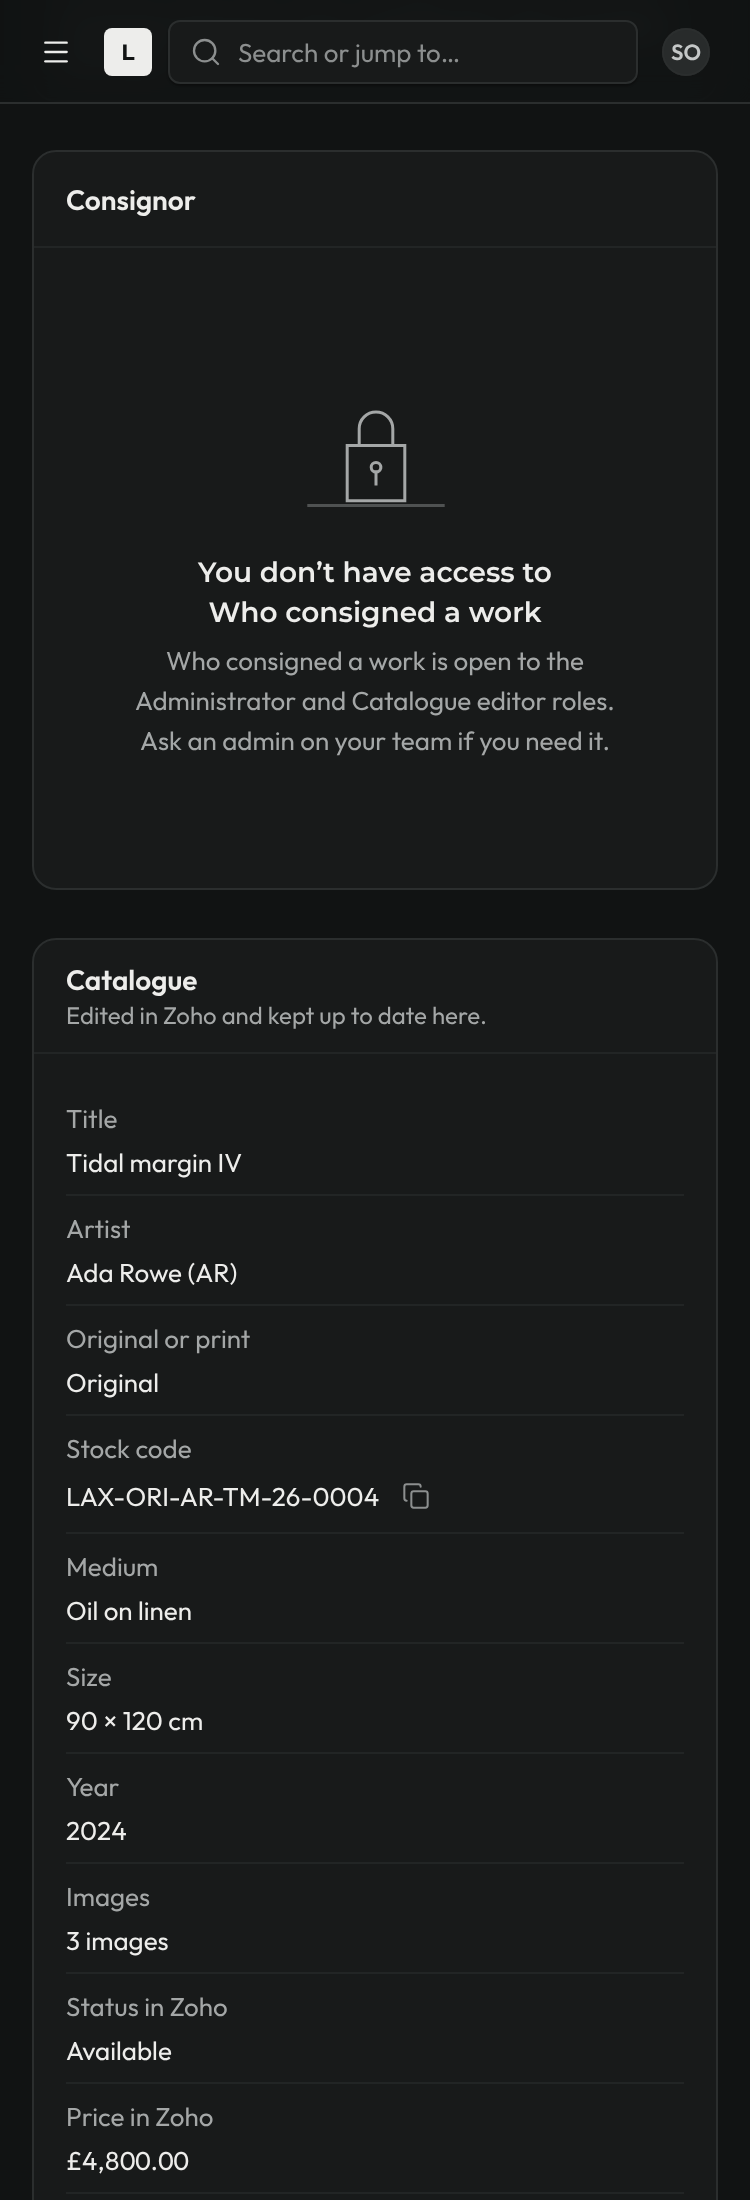 L
Search or jump to...
SO
Consignor
You don’t have access to
Who consigned a work
Who consigned a work is open to the
Administrator and Catalogue editor roles.
Ask an admin on your team if you need it.
Catalogue
Edited in Zoho and kept up to date here.
Title
Tidal margin IV
Artist
Ada Rowe (AR)
Original or print
Original
Stock code
LAX-ORI-AR-TM-26-0004
Medium
Oil on linen
Size
90 × 120 cm
Year
2024
Images
3 images
Status in Zoho
Available
Price in Zoho
£4,800.00